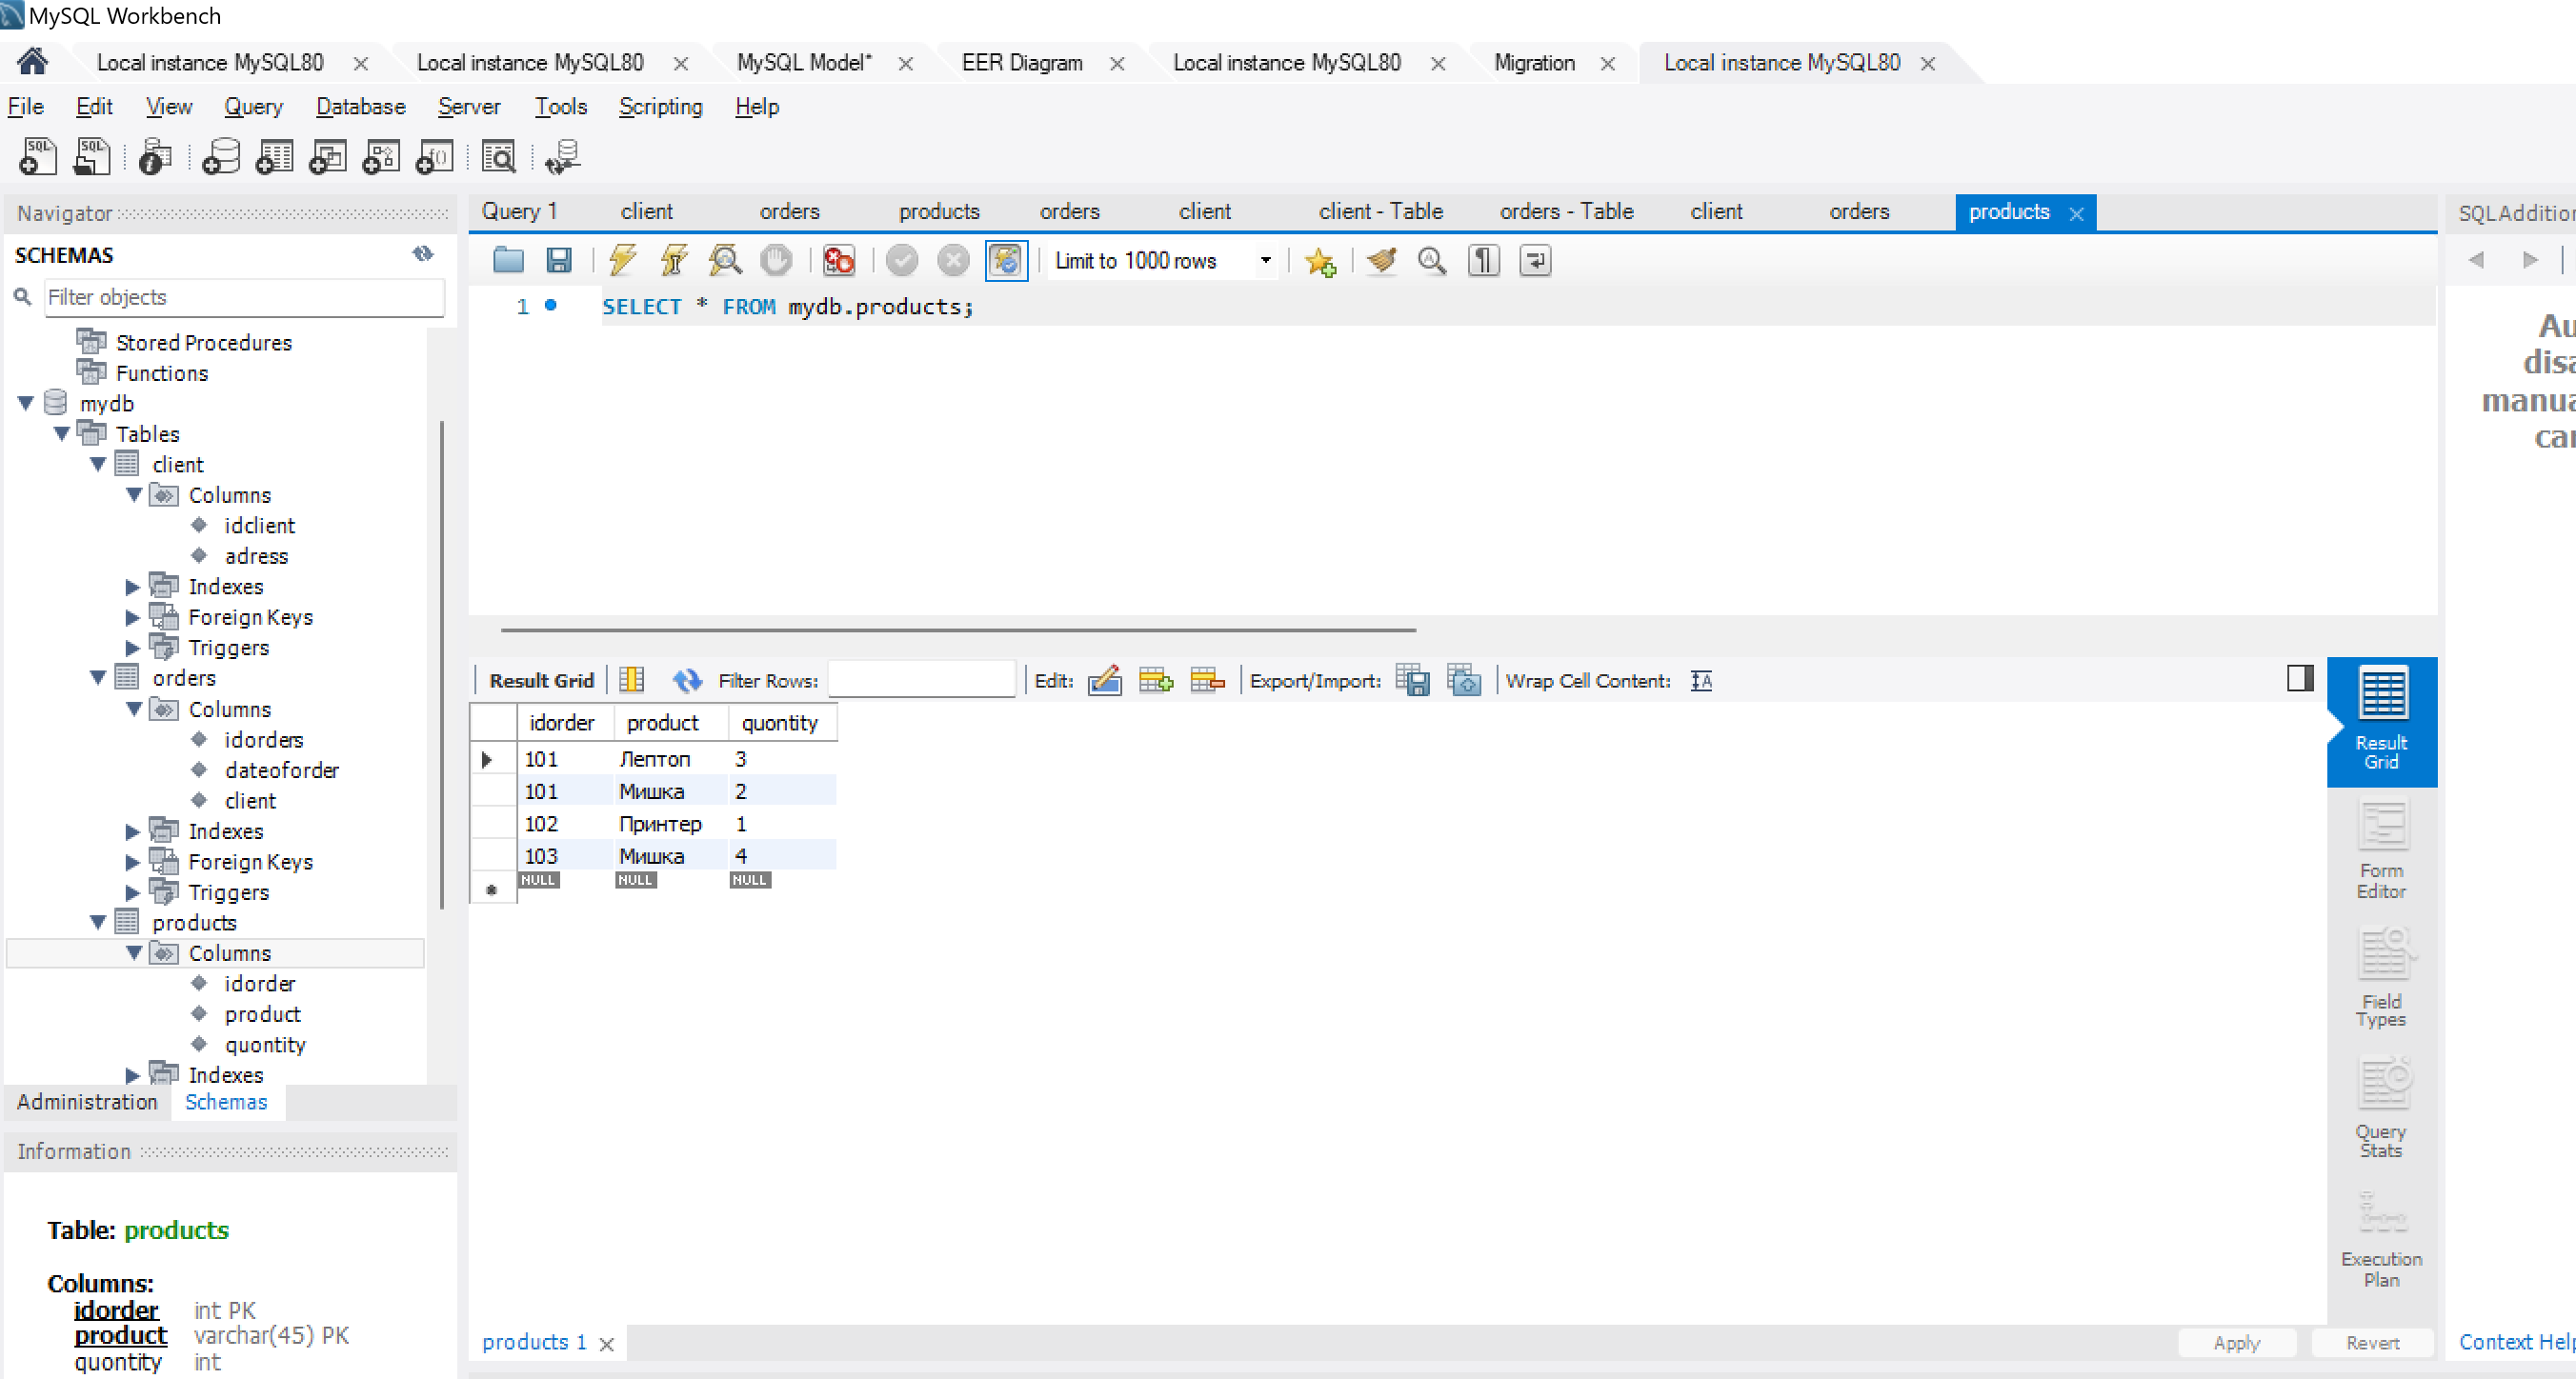 MySQL Workbench
Local instance MySQL80
Local instance MySQL80
MySQL Model*
EER Diagram
Local instance MySQL80
Migration
Local instance MySQL80
File Edit View Query Database Server Tools Scripting Help
Navigator
SCHEMAS
Filter objects
Stored Procedures
Functions
mydb
Tables
client
Columns
idclient
adress
Indexes
Foreign Keys
Triggers
orders
Columns
idorders
dateoforder
client
Indexes
Foreign Keys
Triggers
products
Columns
idorder
product
quontity
Indexes
Administration Schemas
Information
Table: products
Columns:
idorder int PK
product varchar(45) PK
quontity int
Query 1 client orders products orders client client - Table orders - Table client orders products
Limit to 1000 rows
1 SELECT * FROM mydb.products;
Result Grid Filter Rows: Edit: Export/Import: Wrap Cell Content:
idorder product quontity
101 Лептоп 3
101 Мишка 2
102 Принтер 1
103 Мишка 4
NULL NULL NULL
Result Grid
Form Editor
Field Types
Query Stats
Execution Plan
products 1
Apply Revert
SQLAddition
Au
disa
manua
car
Context Help